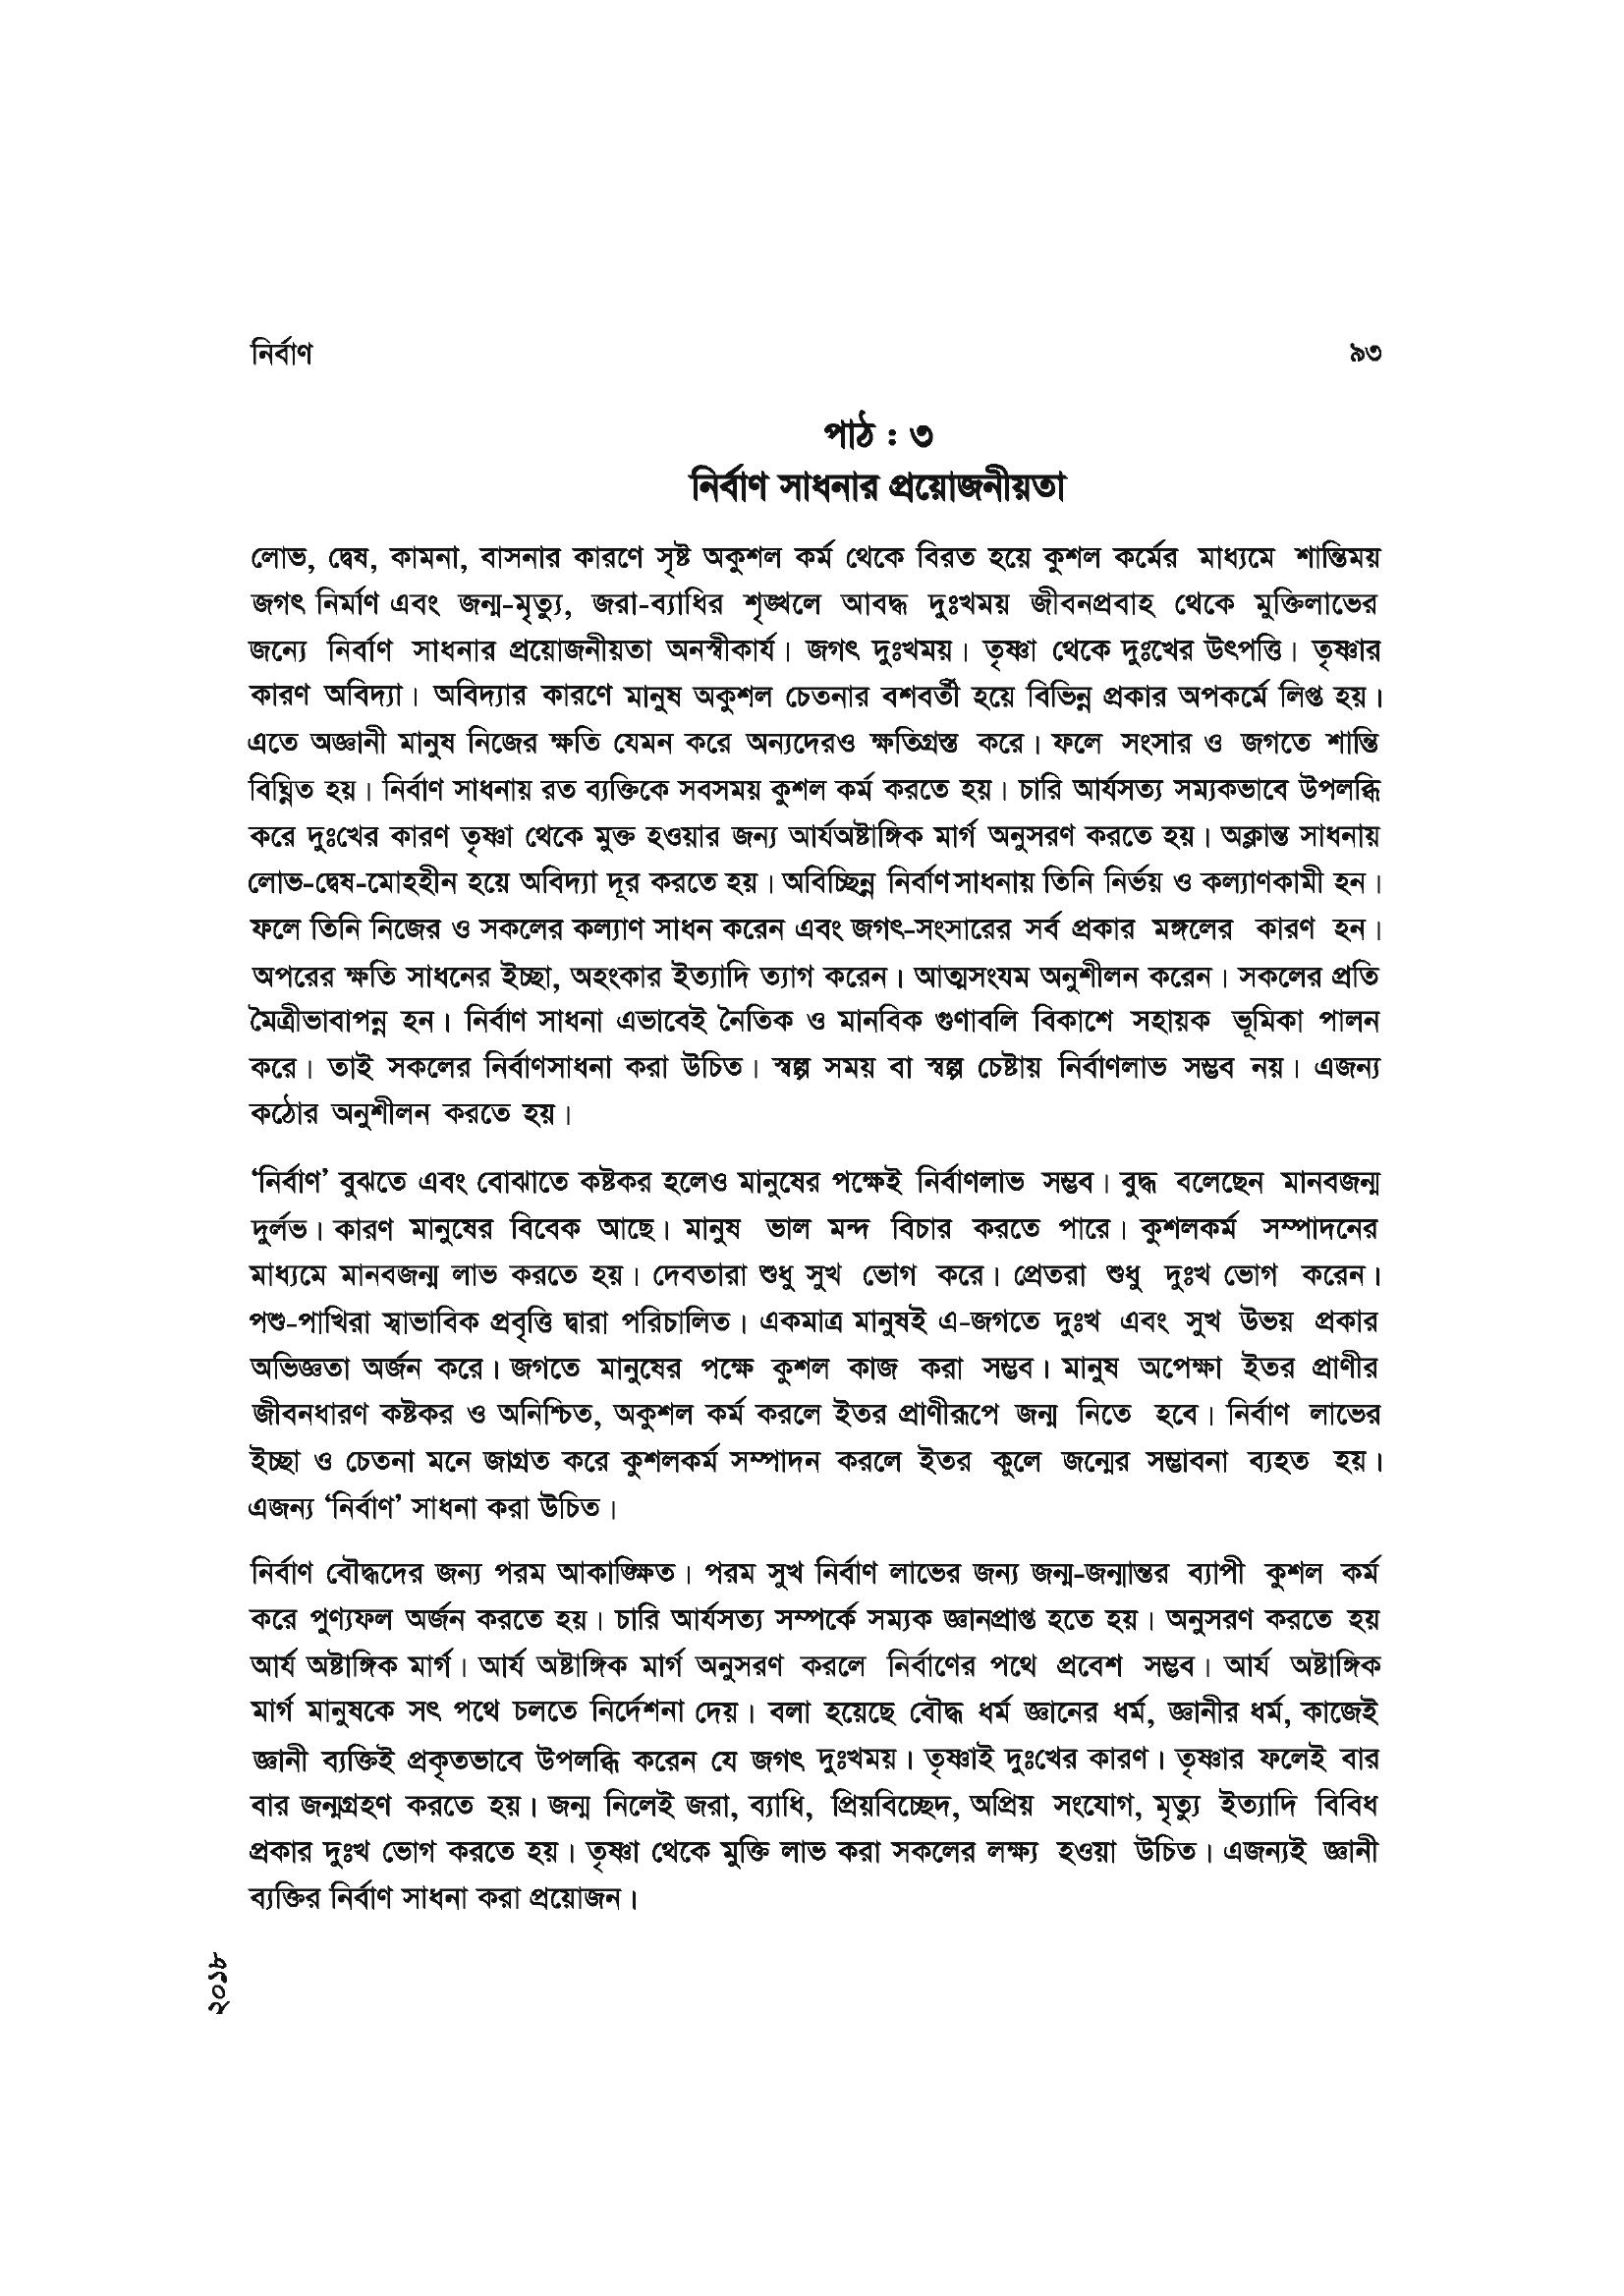 নির্বাণ ৯৩
পাঠ : ৩
নির্বাণ সাধনার প্রয়োজনীয়তা
লোভ, দ্বেষ, কামনা, বাসনার কারণে সৃষ্ট অকুশল কর্ম থেকে বিরত হয়ে কুশল কর্মের মাধ্যমে শান্তিময়
জগৎ নির্মাণ এবং জন্ম-মৃত্যু, জরা-ব্যাধির শৃঙ্খলে আবদ্ধ দুঃখময় জীবনপ্রবাহ থেকে মুক্তিলাভের
জন্যে নির্বাণ সাধনার প্রয়োজনীয়তা অনস্বীকার্য। জগৎ দুঃখময়। তৃষ্ণা থেকে দুঃখের উৎপত্তি। তৃষ্ণার
কারণ অবিদ্যা। অবিদ্যার কারণে মানুষ অকুশল চেতনার বশবর্তী হয়ে বিভিন্ন প্রকার অপকর্মে লিপ্ত হয়।
এতে অজ্ঞানী মানুষ নিজের ক্ষতি যেমন করে অন্যদেরও ক্ষতিগ্রস্ত করে। ফলে সংসার ও জগতে শান্তি
বিঘ্নিত হয়। নির্বাণ সাধনায় রত ব্যক্তিকে সবসময় কুশল কর্ম করতে হয়। চারি আর্যসত্য সম্যকভাবে উপলব্ধি
করে দুঃখের কারণ তৃষ্ণা থেকে মুক্ত হওয়ার জন্য আর্যঅষ্টাঙ্গিক মার্গ অনুসরণ করতে হয়। অক্লান্ত সাধনায়
লোভ-দ্বেষ-মোহহীন হয়ে অবিদ্যা দূর করতে হয়। অবিচ্ছিন্ন নির্বাণ সাধনায় তিনি নির্ভয় ও কল্যাণকামী হন।
ফলে তিনি নিজের ও সকলের কল্যাণ সাধন করেন এবং জগৎ-সংসারের সর্ব প্রকার মঙ্গলের কারণ হন।
অপরের ক্ষতি সাধনের ইচ্ছা, অহংকার ইত্যাদি ত্যাগ করেন। আত্মসংযম অনুশীলন করেন। সকলের প্রতি
মৈত্রীভাবাপন্ন হন। নির্বাণ সাধনা এভাবেই নৈতিক ও মানবিক গুণাবলি বিকাশে সহায়ক ভূমিকা পালন
করে। তাই সকলের নির্বাণসাধনা করা উচিত। স্বল্প সময় বা স্বল্প চেষ্টায় নির্বাণলাভ সম্ভব নয়। এজন্য
কঠোর অনুশীলন করতে হয়।
‘নির্বাণ’ বুঝতে এবং বোঝাতে কষ্টকর হলেও মানুষের পক্ষেই নির্বাণলাভ সম্ভব। বুদ্ধ বলেছেন মানবজন্ম
দুর্লভ। কারণ মানুষের বিবেক আছে। মানুষ ভাল মন্দ বিচার করতে পারে। কুশলকর্ম সম্পাদনের
মাধ্যমে মানবজন্ম লাভ করতে হয়। দেবতারা শুধু সুখ ভোগ করে। প্রেতরা শুধু দুঃখ ভোগ করেন।
পশু-পাখিরা স্বাভাবিক প্রবৃত্তি দ্বারা পরিচালিত। একমাত্র মানুষই এ-জগতে দুঃখ এবং সুখ উভয় প্রকার
অভিজ্ঞতা অর্জন করে। জগতে মানুষের পক্ষে কুশল কাজ করা সম্ভব। মানুষ অপেক্ষা ইতর প্রাণীর
জীবনধারণ কষ্টকর ও অনিশ্চিত, অকুশল কর্ম করলে ইতর প্রাণীরূপে জন্ম নিতে হবে। নির্বাণ লাভের
ইচ্ছা ও চেতনা মনে জাগ্রত করে কুশলকর্ম সম্পাদন করলে ইতর কূলে জন্মের সম্ভাবনা ব্যহত হয়।
এজন্য ‘নির্বাণ’ সাধনা করা উচিত।
নির্বাণ বৌদ্ধদের জন্য পরম আকাঙ্ক্ষিত। পরম সুখ নির্বাণ লাভের জন্য জন্ম-জন্মান্তর ব্যাপী কুশল কর্ম
করে পুণ্যফল অর্জন করতে হয়। চারি আর্যসত্য সম্পর্কে সম্যক জ্ঞানপ্রাপ্ত হতে হয়। অনুসরণ করতে হয়
আর্য অষ্টাঙ্গিক মার্গ। আর্য অষ্টাঙ্গিক মার্গ অনুসরণ করলে নির্বাণের পথে প্রবেশ সম্ভব। আর্য অষ্টাঙ্গিক
মার্গ মানুষকে সৎ পথে চলতে নির্দেশনা দেয়। বলা হয়েছে বৌদ্ধ ধর্ম জ্ঞানের ধর্ম, জ্ঞানীর ধর্ম, কাজেই
জ্ঞানী ব্যক্তিই প্রকৃতভাবে উপলব্ধি করেন যে জগৎ দুঃখময়। তৃষ্ণাই দুঃখের কারণ। তৃষ্ণার ফলেই বার
বার জন্মগ্রহণ করতে হয়। জন্ম নিলেই জরা, ব্যাধি, প্রিয়বিচ্ছেদ, অপ্রিয় সংযোগ, মৃত্যু ইত্যাদি বিবিধ
প্রকার দুঃখ ভোগ করতে হয়। তৃষ্ণা থেকে মুক্তি লাভ করা সকলের লক্ষ্য হওয়া উচিত। এজন্যই জ্ঞানী
ব্যক্তির নির্বাণ সাধনা করা প্রয়োজন।
২০১৮